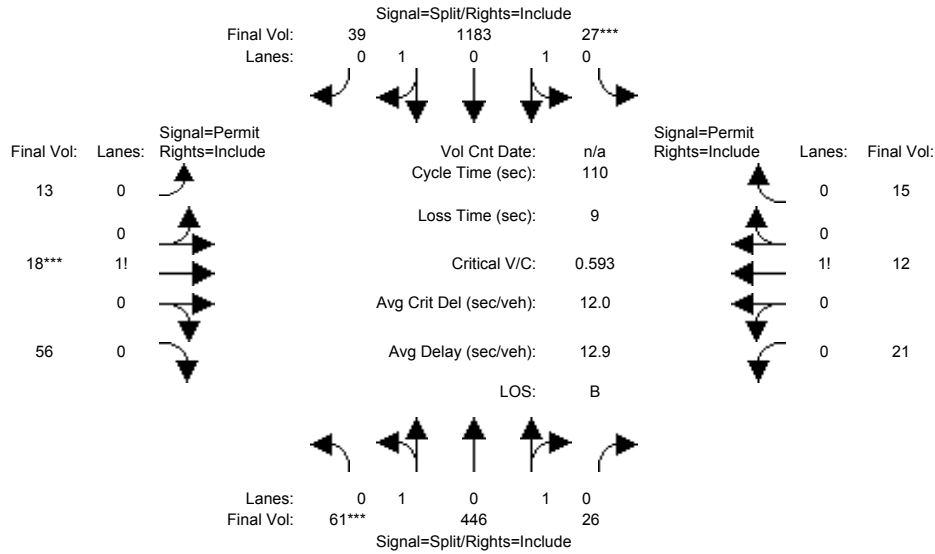 Signal=Split/Rights=Include
Final Vol: 39 1183 27***
Lanes: 0 1 0 1 0
Signal=Permit Signal=Permit
Final Vol: Lanes: Rights=Include Vol Cnt Date: n/a Rights=Include Lanes: Final Vol:
Cycle Time (sec): 110
13 0 0 15
Loss Time (sec): 9
0 0
18*** 1! Critical V/C: 0.593 1! 12
0 Avg Crit Del (sec/veh): 12.0 0
56 0 Avg Delay (sec/veh): 12.9 0 21
LOS: B
Lanes: 0 1 0 1 0
Final Vol: 61*** 446 26
Signal=Split/Rights=Include